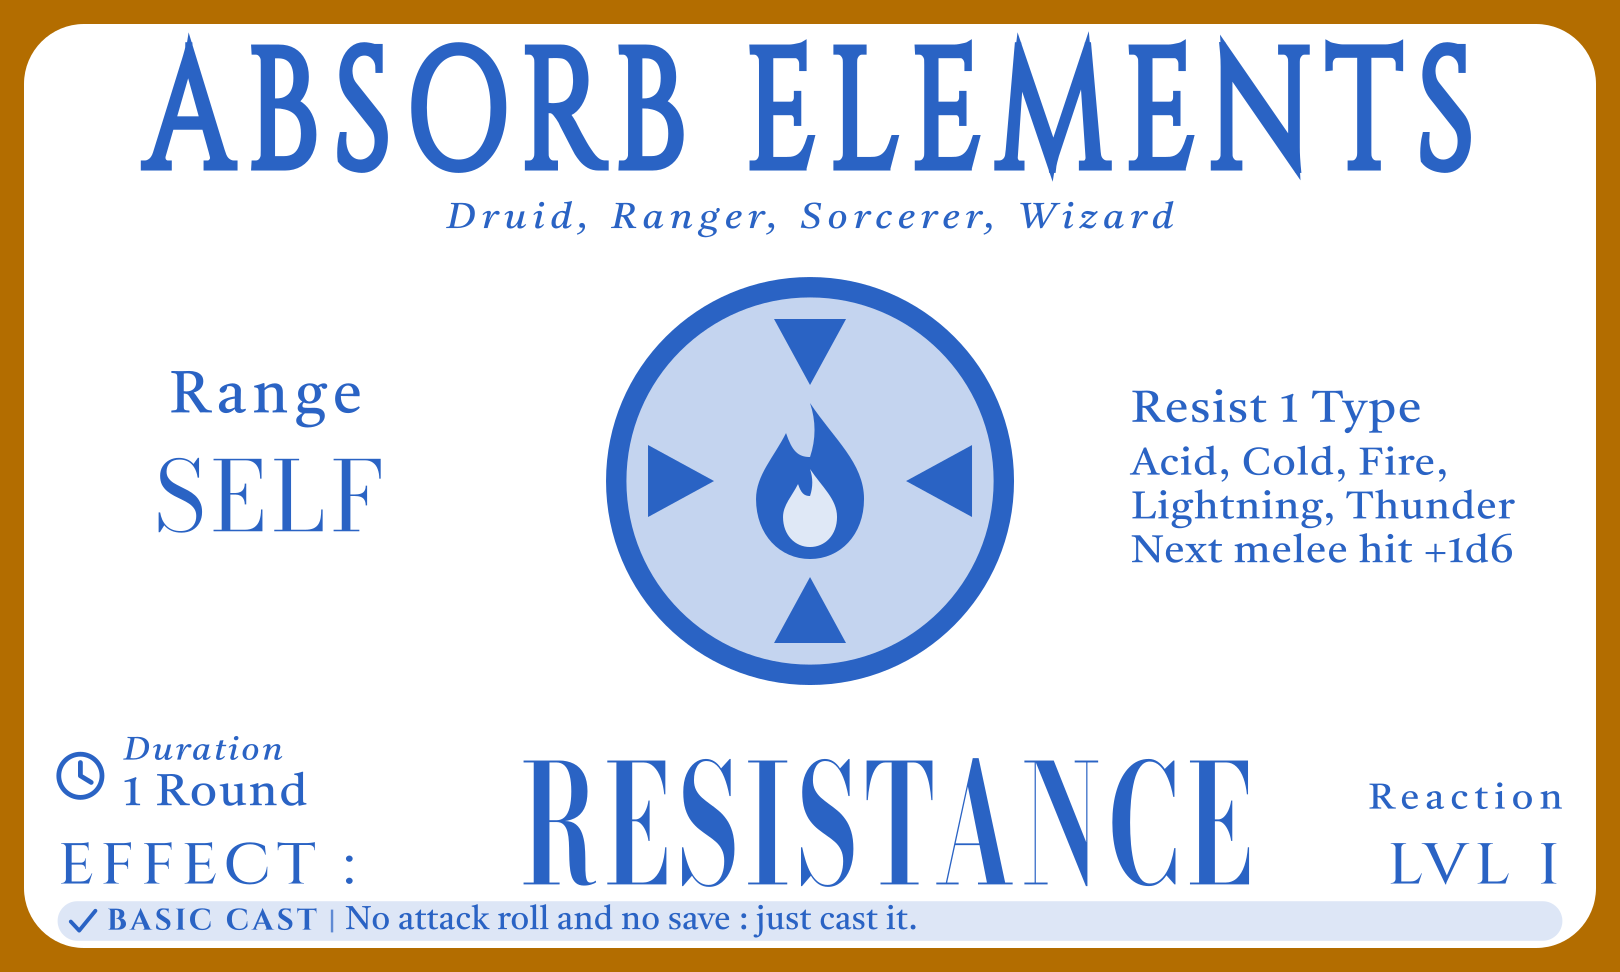 ABSORB ELEMENTS
Druid, Ranger, Sorcerer, Wizard
Range
SELF
Resist 1 Type
Acid, Cold, Fire,
Lightning, Thunder
Next melee hit +1d6
Duration
1 Round
EFFECT :
RESISTANCE
Reaction
LVL I
BASIC CAST | No attack roll and no save : just cast it.